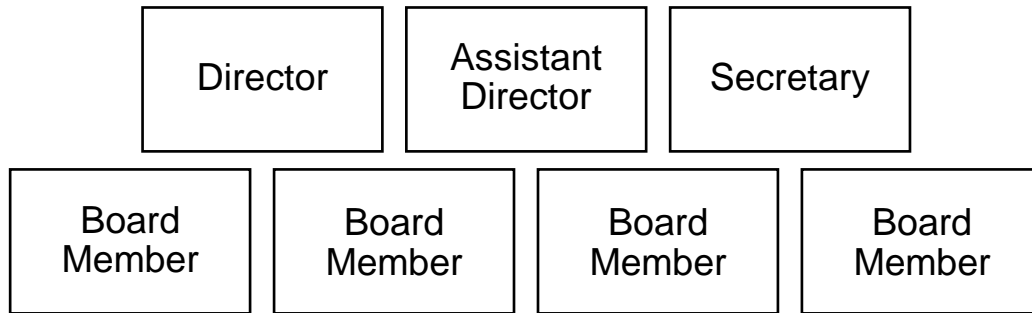 Director
Assistant
Director
Secretary
Board
Member
Board
Member
Board
Member
Board
Member